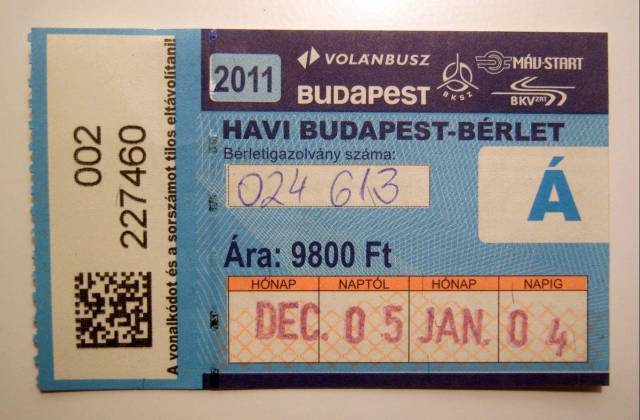 002
227460
A vonalkódot és a sorszámot tilos eltávolítani!
2011
VOLÁNBUSZ
BUDAPEST
BKSZ
MÁV-START
BKV ZRT.
HAVI BUDAPEST-BÉRLET
Bérletigazolvány száma:
024 613
Á
Ára: 9800 Ft
HÓNAP NAPTÓL HÓNAP NAPIG
DEC. 05 JAN. 04